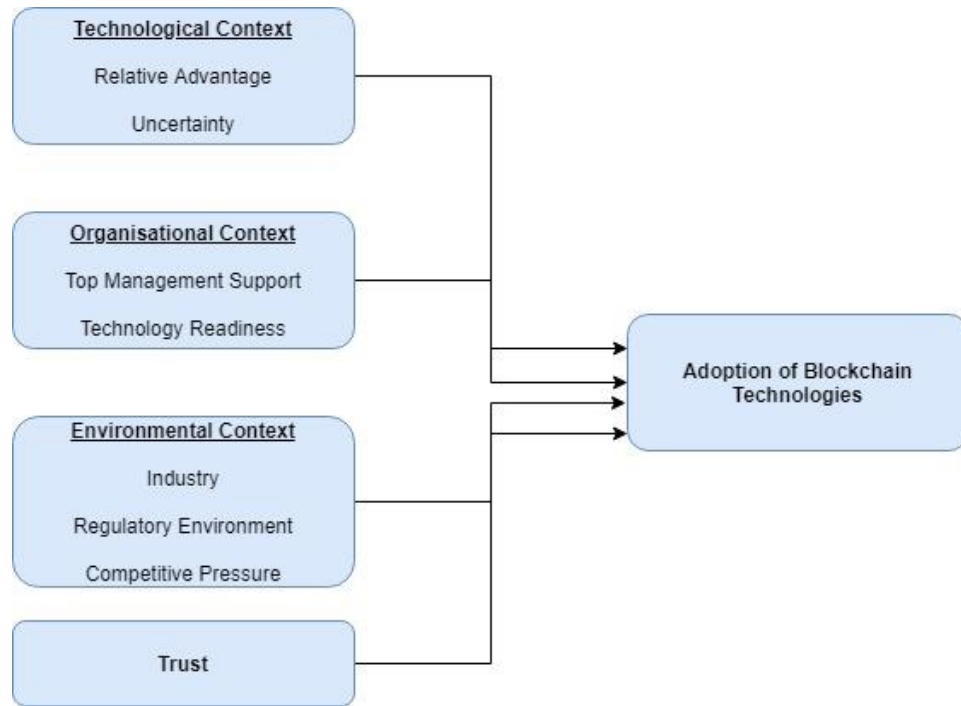 Technological Context
Relative Advantage
Uncertainty
Organisational Context
Top Management Support
Technology Readiness
Environmental Context
Industry
Regulatory Environment
Competitive Pressure
Trust
Adoption of Blockchain
Technologies